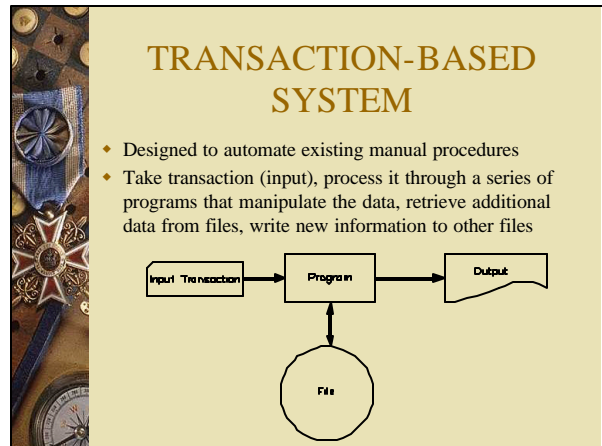 TRANSACTION-BASED
SYSTEM
Designed to automate existing manual procedures
Take transaction (input), process it through a series of
programs that manipulate the data, retrieve additional
data from files, write new information to other files
Input Transaction
Program
Output
File